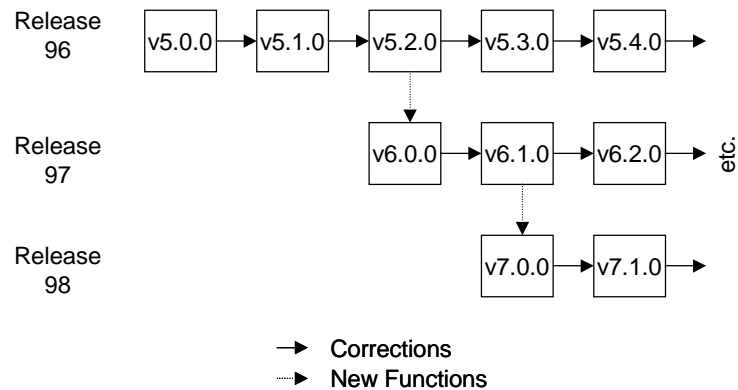 Release
96
v5.0.0
v5.1.0
v5.2.0
v5.3.0
v5.4.0
Release
97
v6.0.0
v6.1.0
v6.2.0
etc.
Release
98
v7.0.0
v7.1.0
Corrections
New Functions